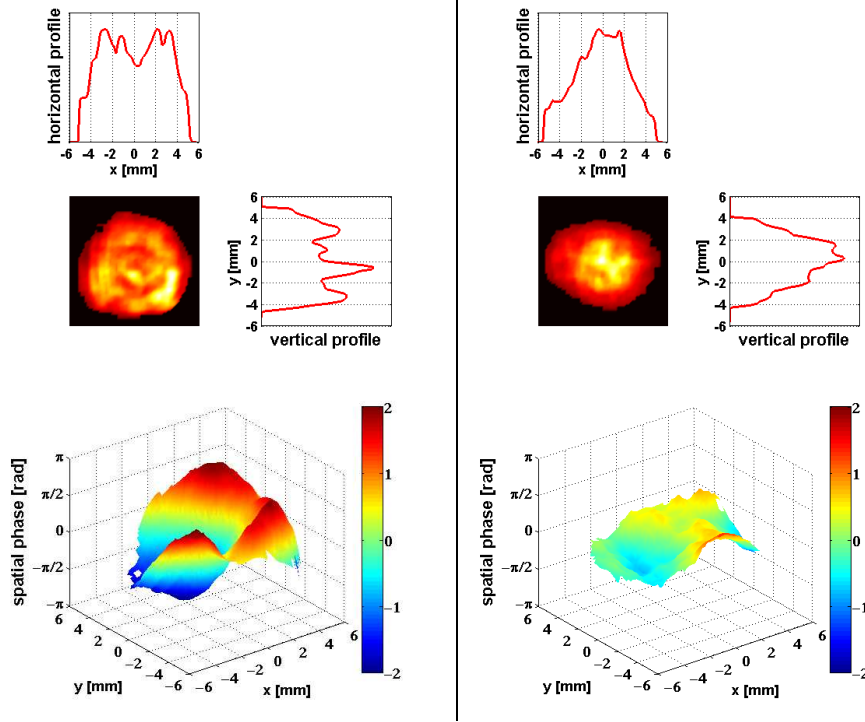 horizontal profile
-6 -4 -2 0 2 4 6
x [mm]
6
4
2
0
-2
-4
-6
y [mm]
vertical profile
spatial phase [rad]
π
π/2
0
−π/2
−π
6
4
2
0
−2
−4
−6
y [mm]
−6
−4
−2
0
2
4
6
x [mm]
2
1
0
−1
−2
horizontal profile
-6 -4 -2 0 2 4 6
x [mm]
6
4
2
0
-2
-4
-6
y [mm]
vertical profile
spatial phase [rad]
π
π/2
0
−π/2
−π
6
4
2
0
−2
−4
−6
y [mm]
−6
−4
−2
0
2
4
6
x [mm]
2
1
0
−1
−2